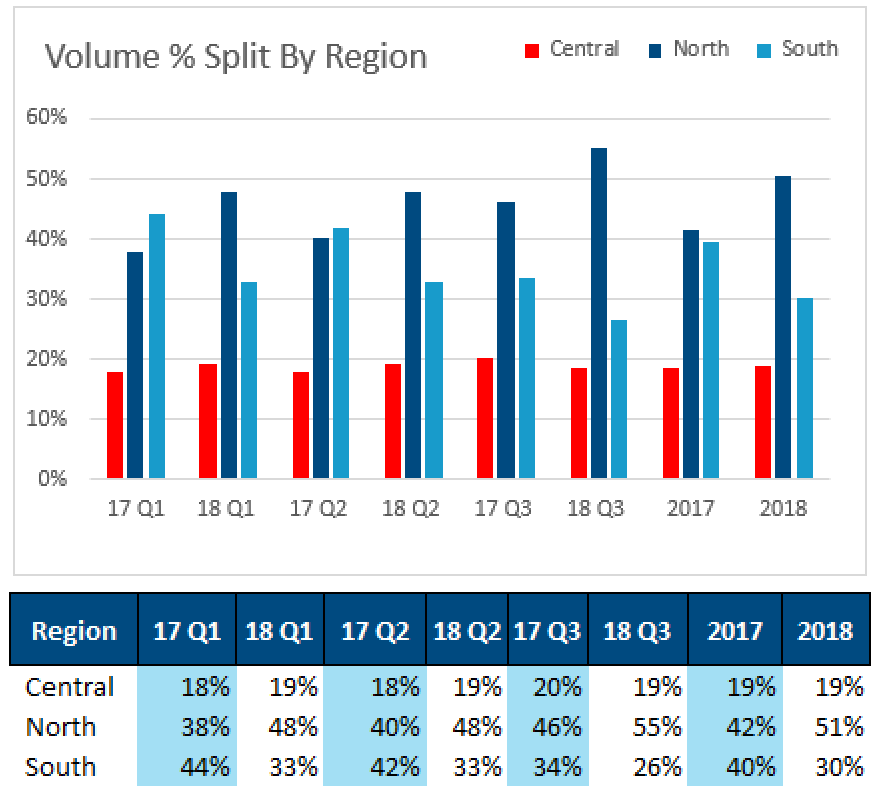 Volume % Split By Region
Central North South
60%
50%
40%
30%
20%
10%
0%
17 Q1 18 Q1 17 Q2 18 Q2 17 Q3 18 Q3 2017 2018
Region 17 Q1 18 Q1 17 Q2 18 Q2 17 Q3 18 Q3 2017 2018
Central 18% 19% 18% 19% 20% 19% 19% 19%
North 38% 48% 40% 48% 46% 55% 42% 51%
South 44% 33% 42% 33% 34% 26% 40% 30%